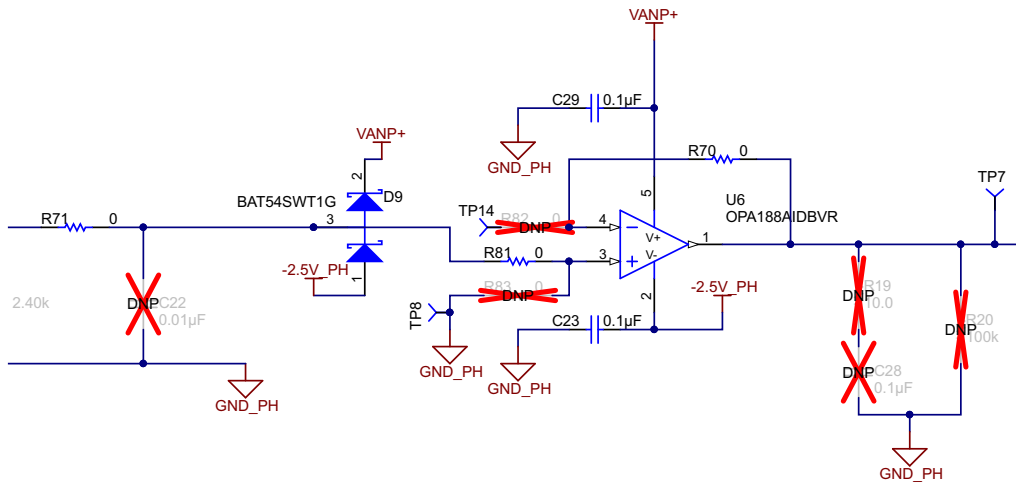 VANP+
C29 0.1µF
GND_PH
VANP+
R70 0
TP7
2
BAT54SWT1G D9
5
U6
OPA188AIDBVR
R71 0
3
TP14
R82 0
DNP
4
V+
1
R81 0
3
V-
-2.5V_PH
1
R83 0
DNP
2
-2.5V_PH
2.40k
DNP
C22
0.01µF
TP8
C23 0.1µF
DNP
R19
10.0
DNP
R20
100k
GND_PH
GND_PH
DNP
C28
0.1µF
GND_PH
GND_PH